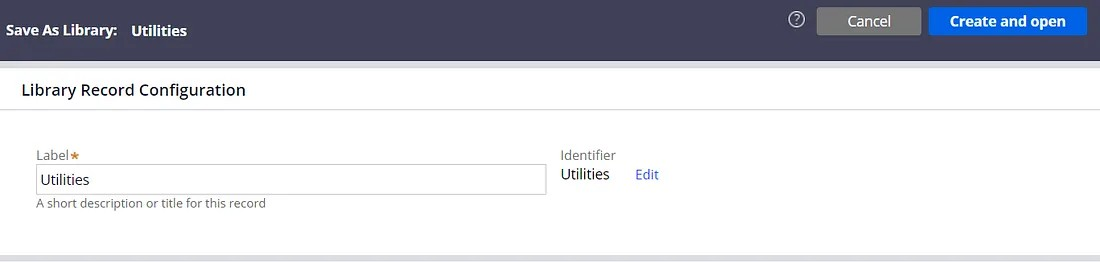 Save As Library: Utilities
? Cancel Create and open
Library Record Configuration
Label*
Utilities
A short description or title for this record
Identifier
Utilities Edit